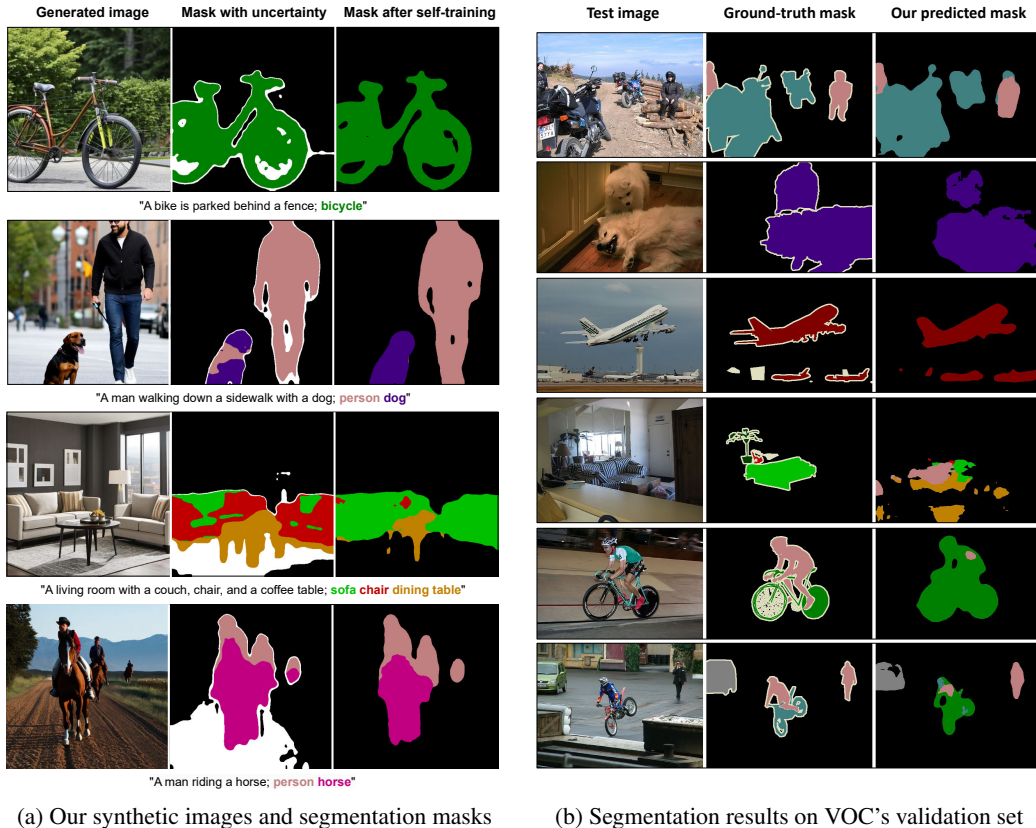 Generated image Mask with uncertainty Mask after self-training
"A bike is parked behind a fence; bicycle"
"A man walking down a sidewalk with a dog; person dog"
"A living room with a couch, chair, and a coffee table; sofa chair dining table"
"A man riding a horse; person horse"
(a) Our synthetic images and segmentation masks
Test image Ground-truth mask Our predicted mask
(b) Segmentation results on VOC's validation set